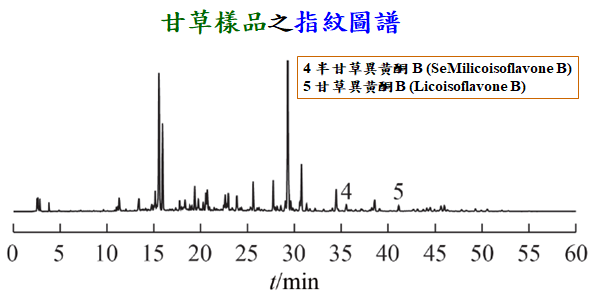 甘草樣品之指紋圖譜
4 半甘草異黃酮 B (SeMilicoisoflavone B)
5 甘草異黃酮 B (Licoisoflavone B)
4 5
0 5 10 15 20 25 30 35 40 45 50 55 60
t/min